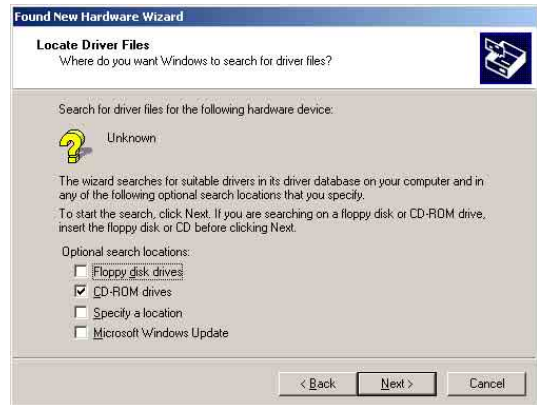 Found New Hardware Wizard
Locate Driver Files
Where do you want Windows to search for driver files?
Search for driver files for the following hardware device:
Unknown
The wizard searches for suitable drivers in its driver database on your computer and in
any of the following optional search locations that you specify.
To start the search, click Next. If you are searching on a floppy disk or CD-ROM drive,
insert the floppy disk or CD before clicking Next.
Optional search locations:
Floppy disk drives
CD-ROM drives
Specify a location
Microsoft Windows Update
< Back Next > Cancel